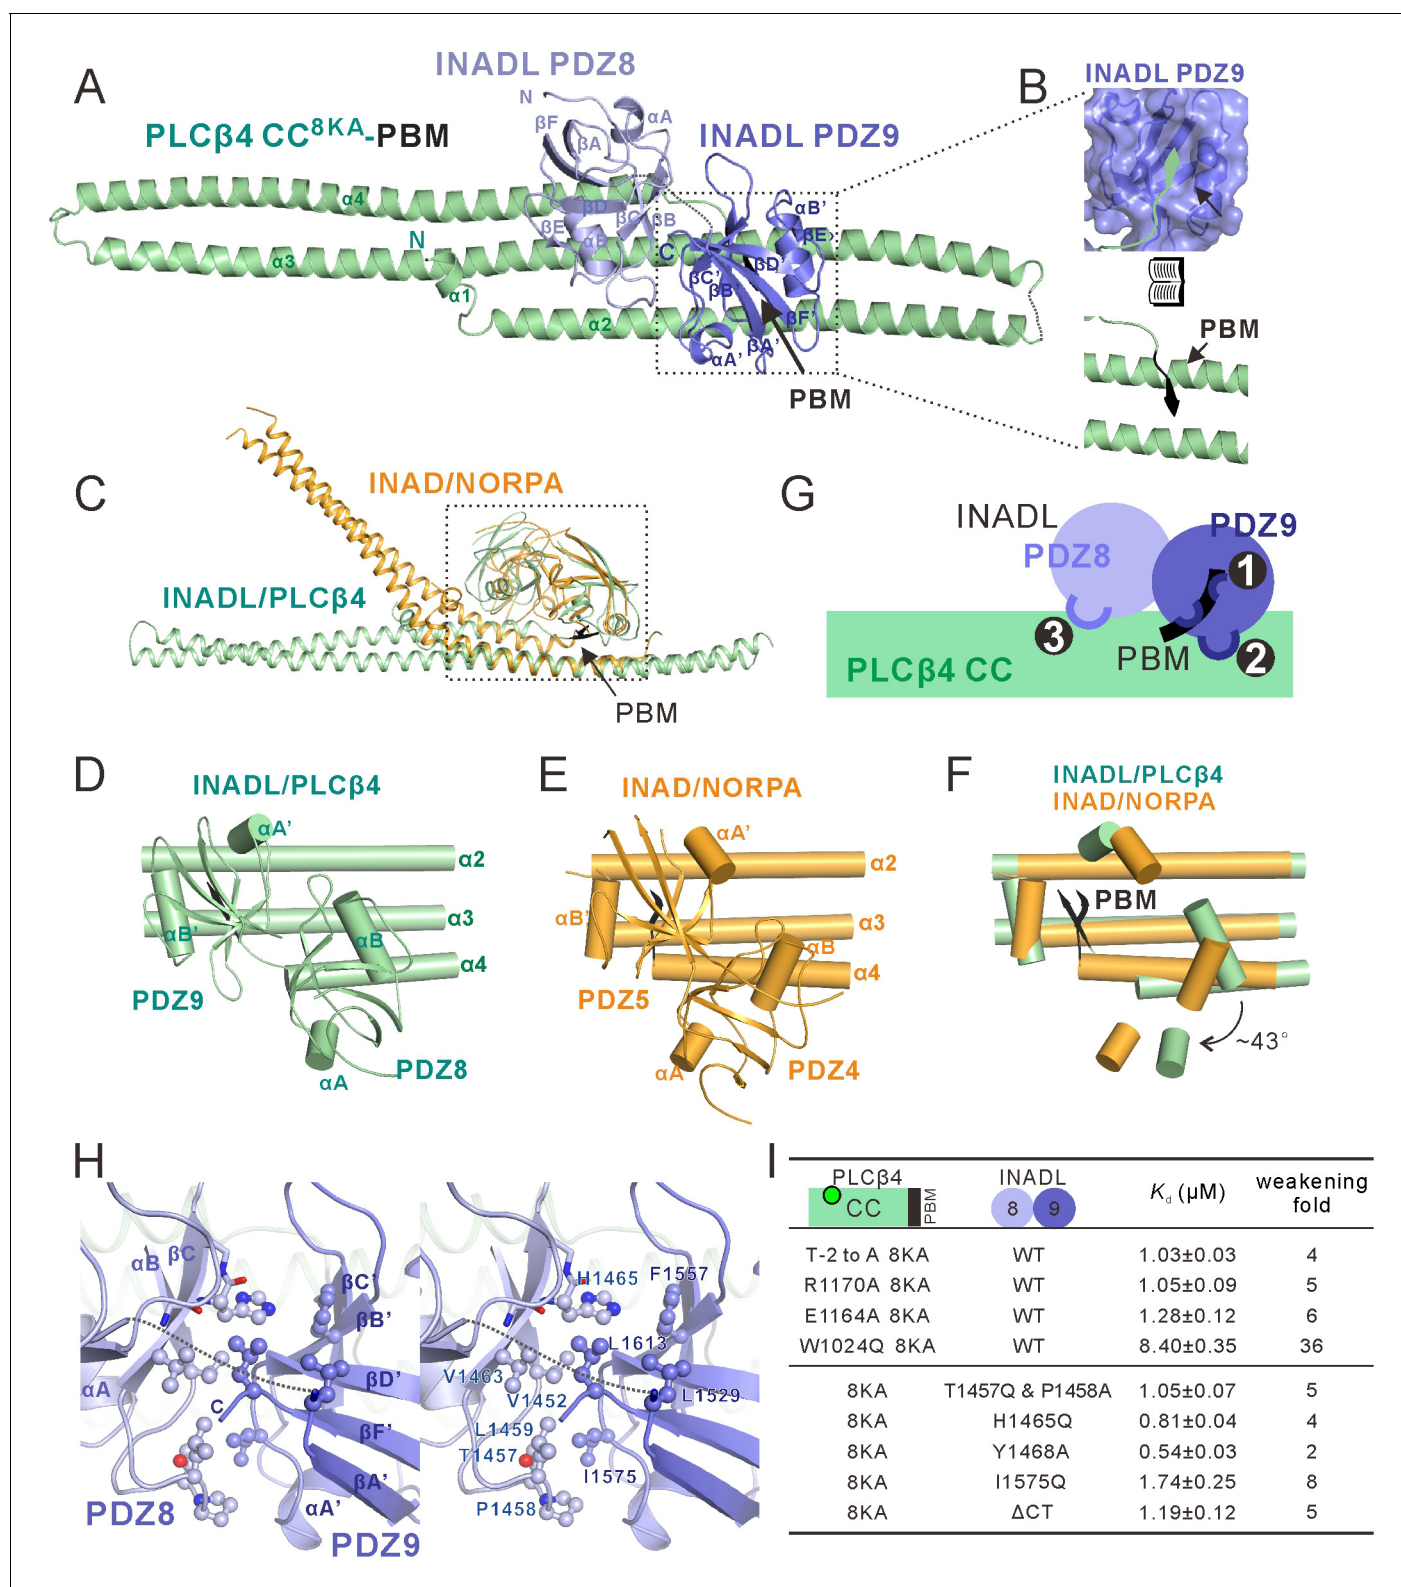 A
INADL PDZ8
PLCβ4 CC8KA-PBM
N
αA
βF
βA
INADL PDZ9
α4
βD
βC
βB
βE
αB
αB'
βE›
N
C
α3
βD'
βC'
βB'
α1
α2
βF'
βA'
αA'
PBM
B
INADL PDZ9
PBM
C
INAD/NORPA
INADL/PLCβ4
PBM
G
INADL
PDZ8
PDZ9
1
3
PBM
2
PLCβ4 CC
D
INADL/PLCβ4
αA'
α2
α3
αB'
αB
α4
PDZ9
αA
PDZ8
E
INAD/NORPA
αA'
α2
αB'
α3
αB
α4
PDZ5
αA
PDZ4
F
INADL/PLCβ4
INAD/NORPA
PBM
~43°
H
αB
βC
βC'
βB'
αA
βD'
C
βF'
βA'
PDZ8
αA'
PDZ9
H1465
F1557
L1613
V1463
V1452
L1529
L1459
T1457
I1575
P1458
I
PLCβ4 INADL Kd (μM) weakening fold
CC PBM 8 9
T-2 to A 8KA WT 1.03±0.03 4
R1170A 8KA WT 1.05±0.09 5
E1164A 8KA WT 1.28±0.12 6
W1024Q 8KA WT 8.40±0.35 36
8KA T1457Q & P1458A 1.05±0.07 5
8KA H1465Q 0.81±0.04 4
8KA Y1468A 0.54±0.03 2
8KA I1575Q 1.74±0.25 8
8KA ΔCT 1.19±0.12 5